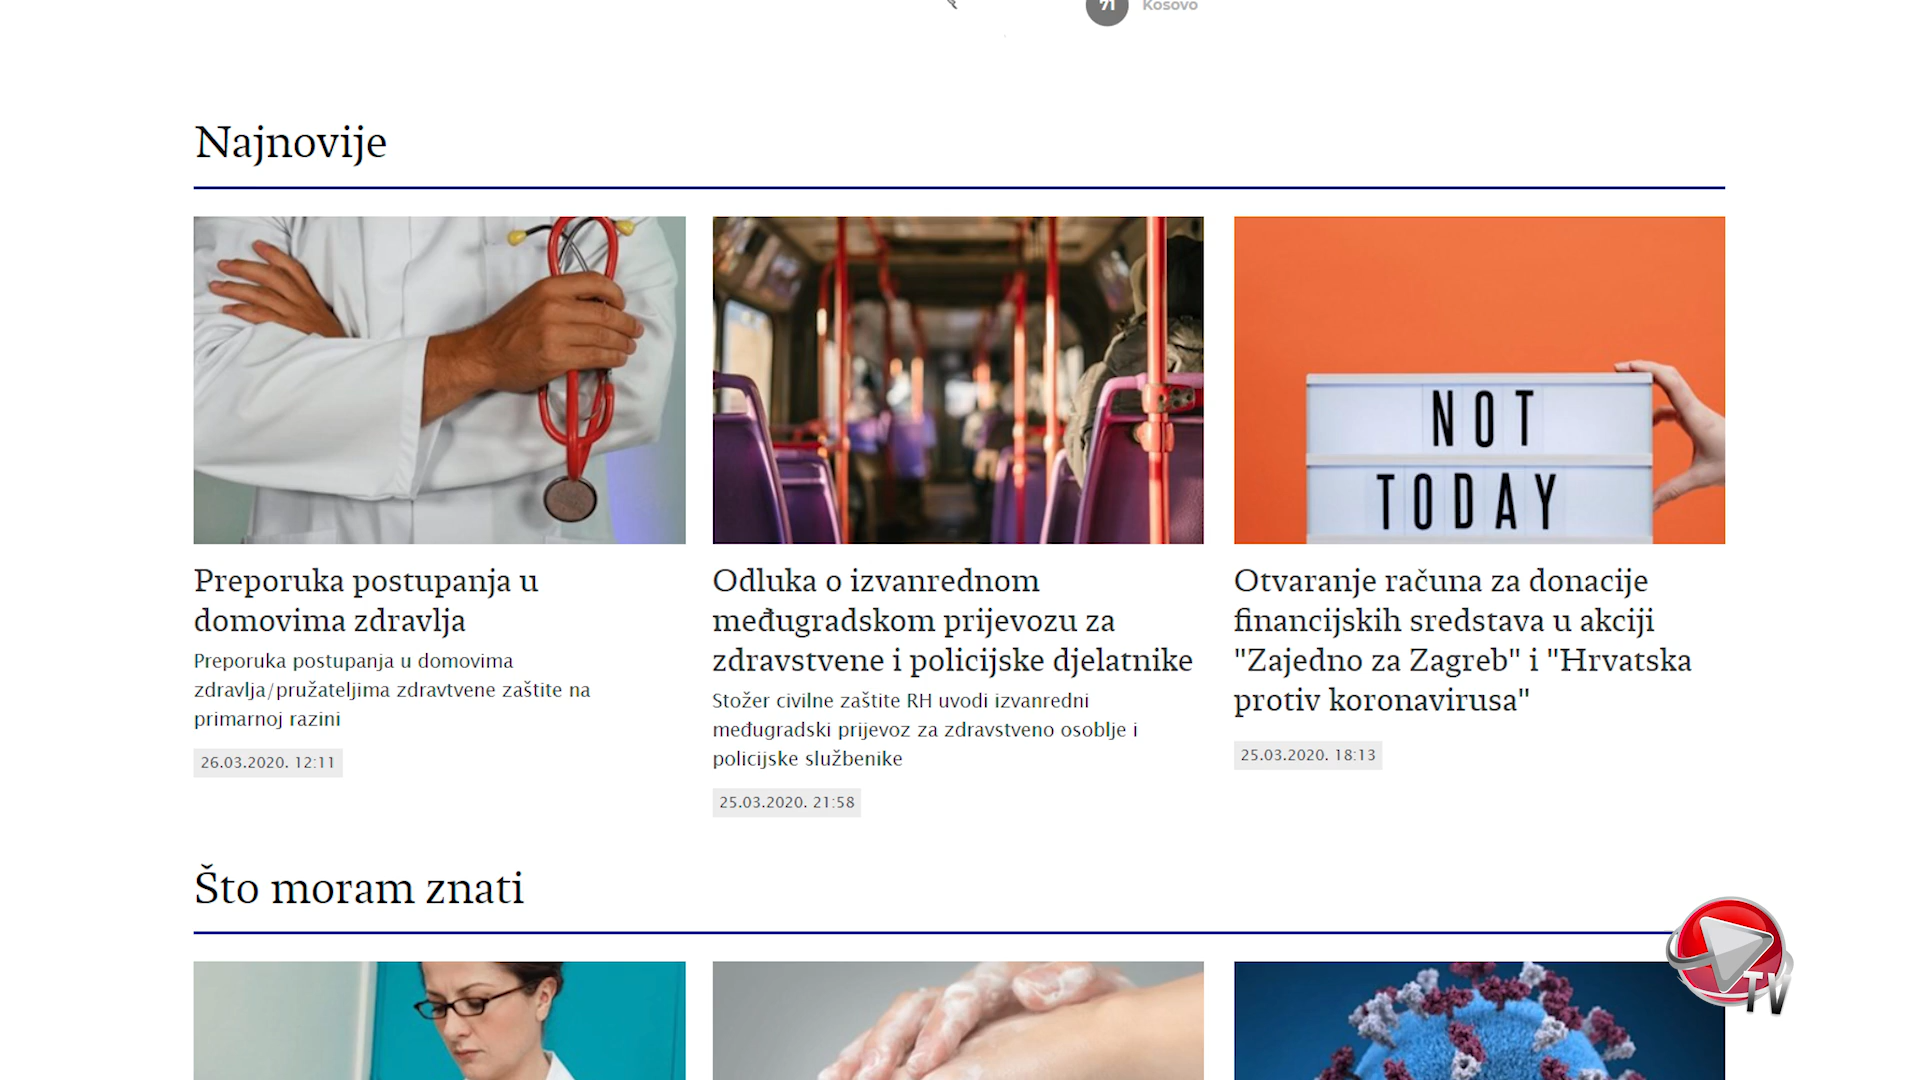 71 Kosovo
Najnovije
NOT
TODAY
Preporuka postupanja u
domovima zdravlja
Preporuka postupanja u domovima
zdravlja/pružateljima zdravtvene zaštite na
primarnoj razini
26.03.2020. 12:11
Odluka o izvanrednom
međugradskom prijevozu za
zdravstvene i policijske djelatnike
Stožer civilne zaštite RH uvodi izvanredni
međugradski prijevoz za zdravstveno osoblje i
policijske službenike
25.03.2020. 21:58
Otvaranje računa za donacije
financijskih sredstava u akciji
"Zajedno za Zagreb" i "Hrvatska
protiv koronavirusa"
25.03.2020. 18:13
Što moram znati
TV